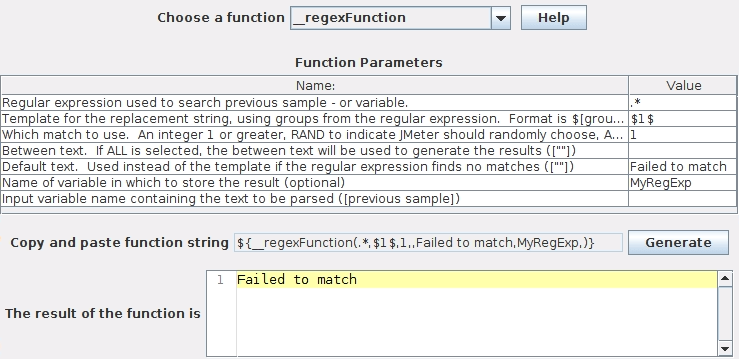 Choose a function __regexFunction Help
Function Parameters
Name: Value
Regular expression used to search previous sample - or variable. .*
Template for the replacement string, using groups from the regular expression.  Format is $[grou... $1$
Which match to use.  An integer 1 or greater, RAND to indicate JMeter should randomly choose, A... 1
Between text.  If ALL is selected, the between text will be used to generate the results ([""])
Default text.  Used instead of the template if the regular expression finds no matches ([""]) Failed to match
Name of variable in which to store the result (optional) MyRegExp
Input variable name containing the text to be parsed ([previous sample])
Copy and paste function string ${__regexFunction(.*,$1$,1,,Failed to match,MyRegExp,)} Generate
1 Failed to match
The result of the function is